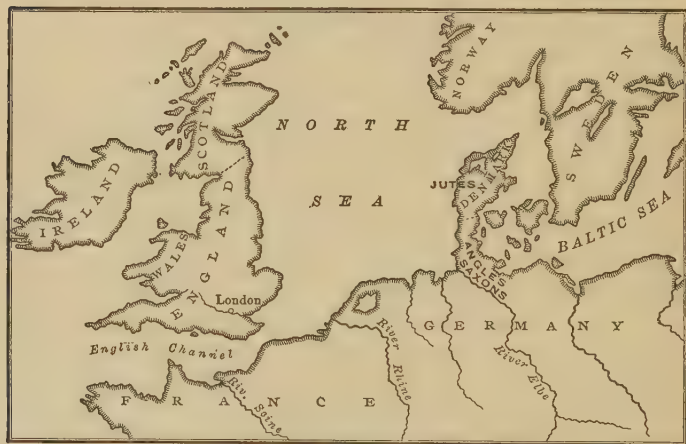 NORWAY
SWEDEN
SCOTLAND
NORTH
SEA
JUTES
DENMARK
IRELAND
ENGLAND
WALES
BALTIC SEA
ANGLES
SAXONS
London
GERMANY
English Channel
River Rhine
River Elbe
Riv. Seine
FRANCE